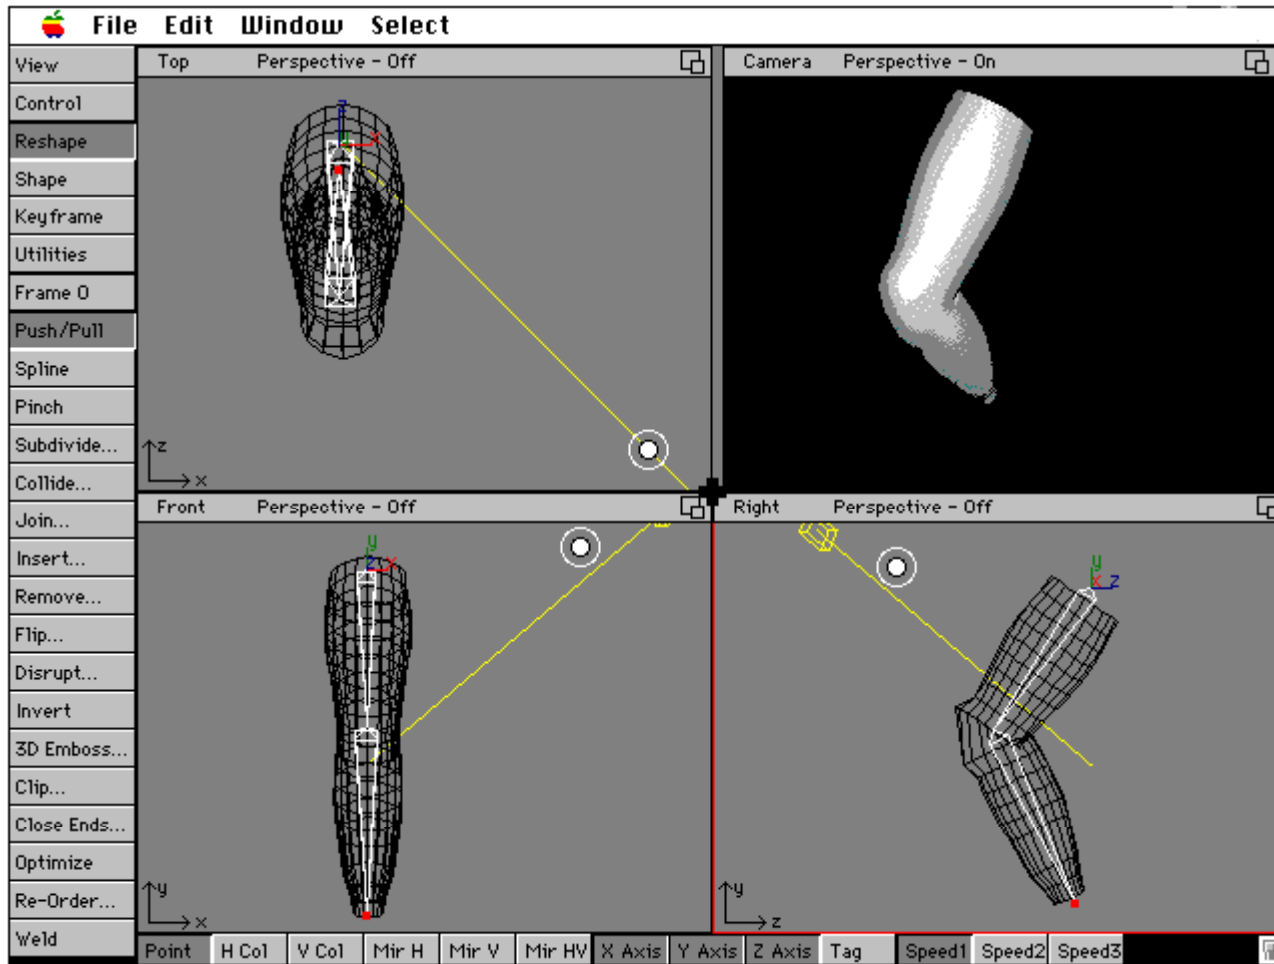 File Edit Window Select
View
Control
Reshape
Shape
Keyframe
Utilities
Frame 0
Push/Pull
Spline
Pinch
Subdivide...
Collide...
Join...
Insert...
Remove...
Flip...
Disrupt...
Invert
3D Emboss...
Clip...
Close Ends...
Optimize
Re-Order...
Weld
Top Perspective - Off
z
x
y
z
x
Camera Perspective - On
Front Perspective - Off
y
z
x
y
x
Right Perspective - Off
y
x
z
y
z
Point H Col V Col Mir H Mir V Mir HV X Axis Y Axis Z Axis Tag Speed1 Speed2 Speed3